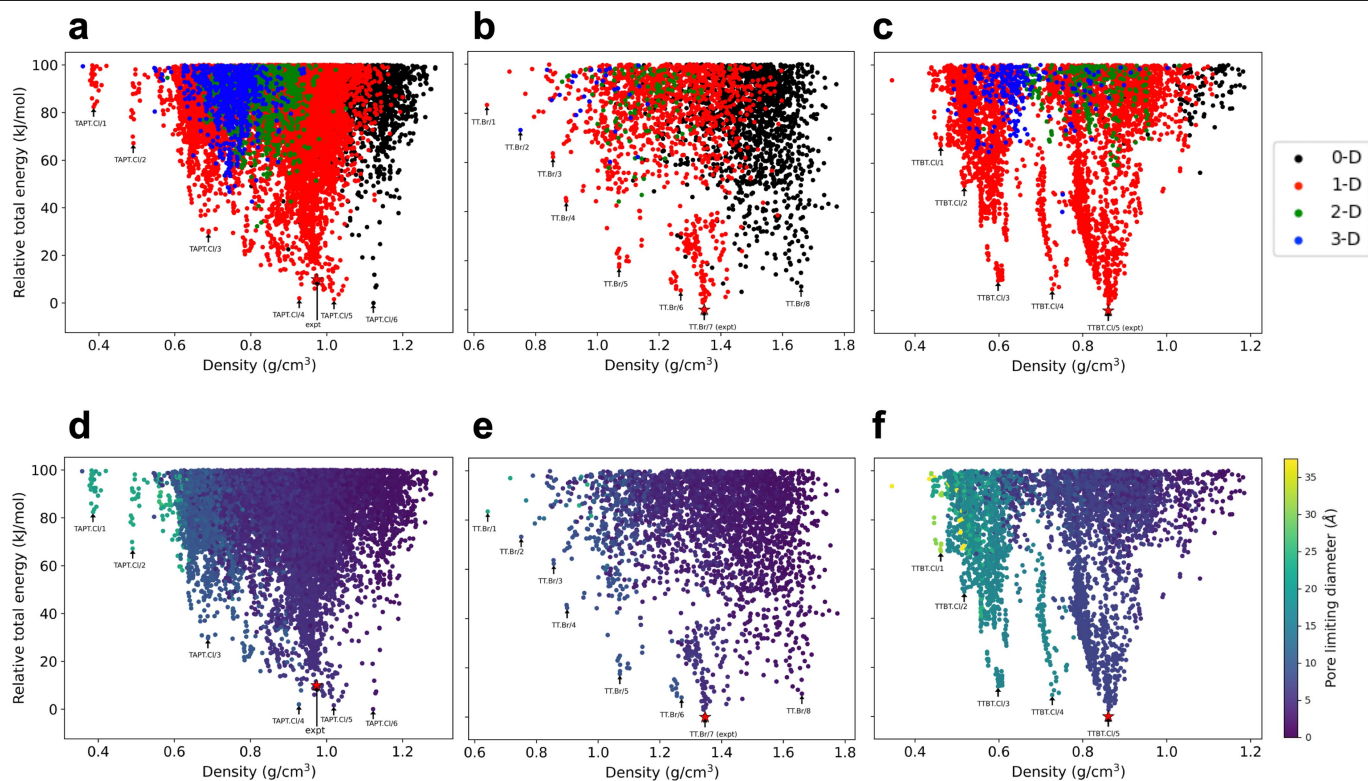 a
b
c
Relative total energy (kJ/mol)
100
80
60
40
20
0
TAPT.Cl/1
TAPT.Cl/2
TAPT.Cl/3
TAPT.Cl/4
TAPT.Cl/5
TAPT.Cl/6
expt
0.4
0.6
0.8
1.0
1.2
Density (g/cm³)
TT.Br/1
TT.Br/2
TT.Br/3
TT.Br/4
TT.Br/5
TT.Br/6
TT.Br/7 (expt)
TT.Br/8
0.6
0.8
1.0
1.2
1.4
1.6
1.8
Density (g/cm³)
TTBT.Cl/1
TTBT.Cl/2
TTBT.Cl/3
TTBT.Cl/4
TTBT.Cl/5 (expt)
0.4
0.6
0.8
1.0
1.2
Density (g/cm³)
0-D
1-D
2-D
3-D
d
e
f
Relative total energy (kJ/mol)
100
80
60
40
20
0
TAPT.Cl/1
TAPT.Cl/2
TAPT.Cl/3
TAPT.Cl/4
TAPT.Cl/5
TAPT.Cl/6
expt
0.4
0.6
0.8
1.0
1.2
Density (g/cm³)
TT.Br/1
TT.Br/2
TT.Br/3
TT.Br/4
TT.Br/5
TT.Br/6
TT.Br/7 (expt)
TT.Br/8
0.6
0.8
1.0
1.2
1.4
1.6
1.8
Density (g/cm³)
TTBT.Cl/1
TTBT.Cl/2
TTBT.Cl/3
TTBT.Cl/4
TTBT.Cl/5
0.4
0.6
0.8
1.0
1.2
Density (g/cm³)
35
30
25
20
15
10
5
0
Pore limiting diameter (Å)